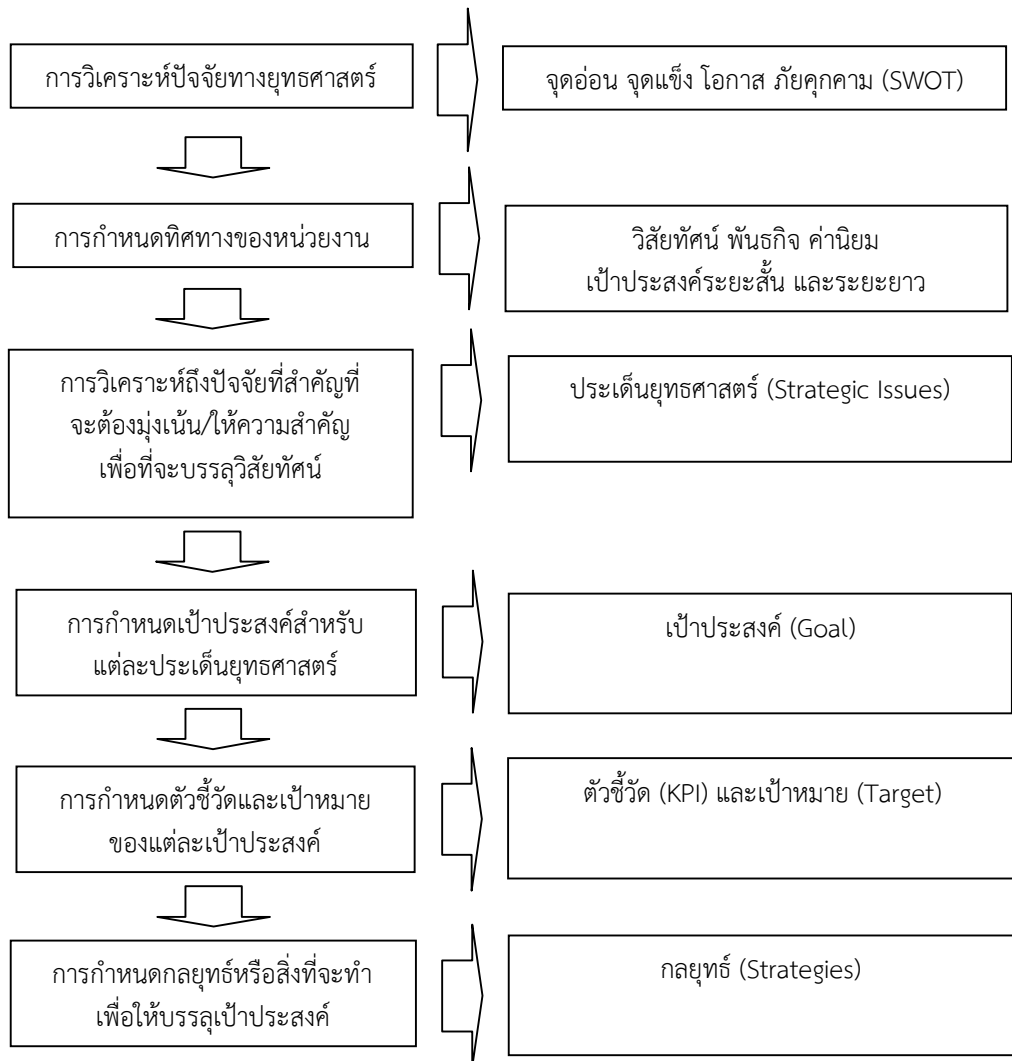 การวิเคราะห์ปัจจัยทางยุทธศาสตร์
จุดอ่อน จุดแข็ง โอกาส ภัยคุกคาม (SWOT)
การกำหนดทิศทางของหน่วยงาน
วิสัยทัศน์ พันธกิจ ค่านิยม
เป้าประสงค์ระยะสั้น และระยะยาว
การวิเคราะห์ถึงปัจจัยที่สำคัญที่
จะต้องมุ่งเน้น/ให้ความสำคัญ
เพื่อที่จะบรรลุวิสัยทัศน์
ประเด็นยุทธศาสตร์ (Strategic Issues)
การกำหนดเป้าประสงค์สำหรับ
แต่ละประเด็นยุทธศาสตร์
เป้าประสงค์ (Goal)
การกำหนดตัวชี้วัดและเป้าหมาย
ของแต่ละเป้าประสงค์
ตัวชี้วัด (KPI) และเป้าหมาย (Target)
การกำหนดกลยุทธ์หรือสิ่งที่จะทำ
เพื่อให้บรรลุเป้าประสงค์
กลยุทธ์ (Strategies)